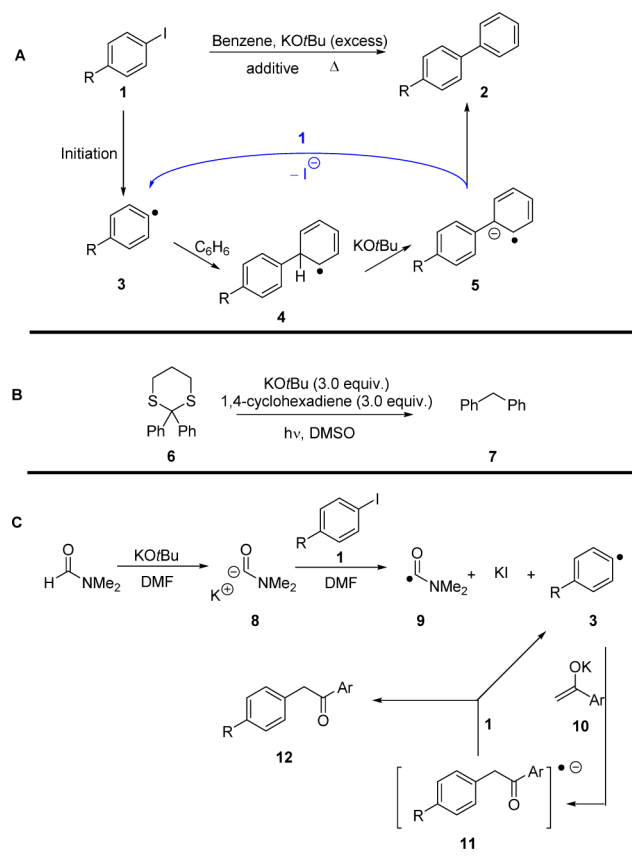 A
I
R
1
Benzene, KOtBu (excess)
additive Δ
R
2
Initiation
1
– I⊖
R
3
C6H6
R
H
4
KOtBu
R
⊖
5
B
S S
Ph Ph
6
KOtBu (3.0 equiv.)
1,4-cyclohexadiene (3.0 equiv.)
hν, DMSO
Ph Ph
7
C
O
H NMe2
KOtBu
DMF
O
⊖ NMe2
K⊕
8
I
R
1
DMF
O
NMe2
9
+ KI +
R
3
Ar
O
R
12
1
OK
Ar
10
Ar
O
R
•⊖
11